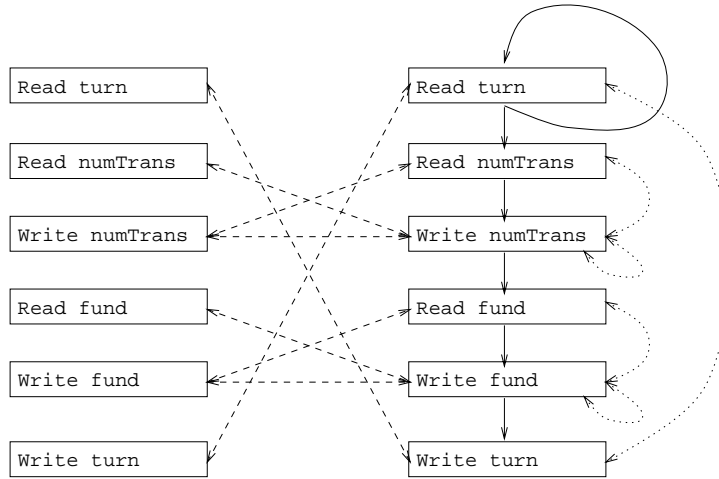 Read turn
Read numTrans
Write numTrans
Read fund
Write fund
Write turn
Read turn
Read numTrans
Write numTrans
Read fund
Write fund
Write turn